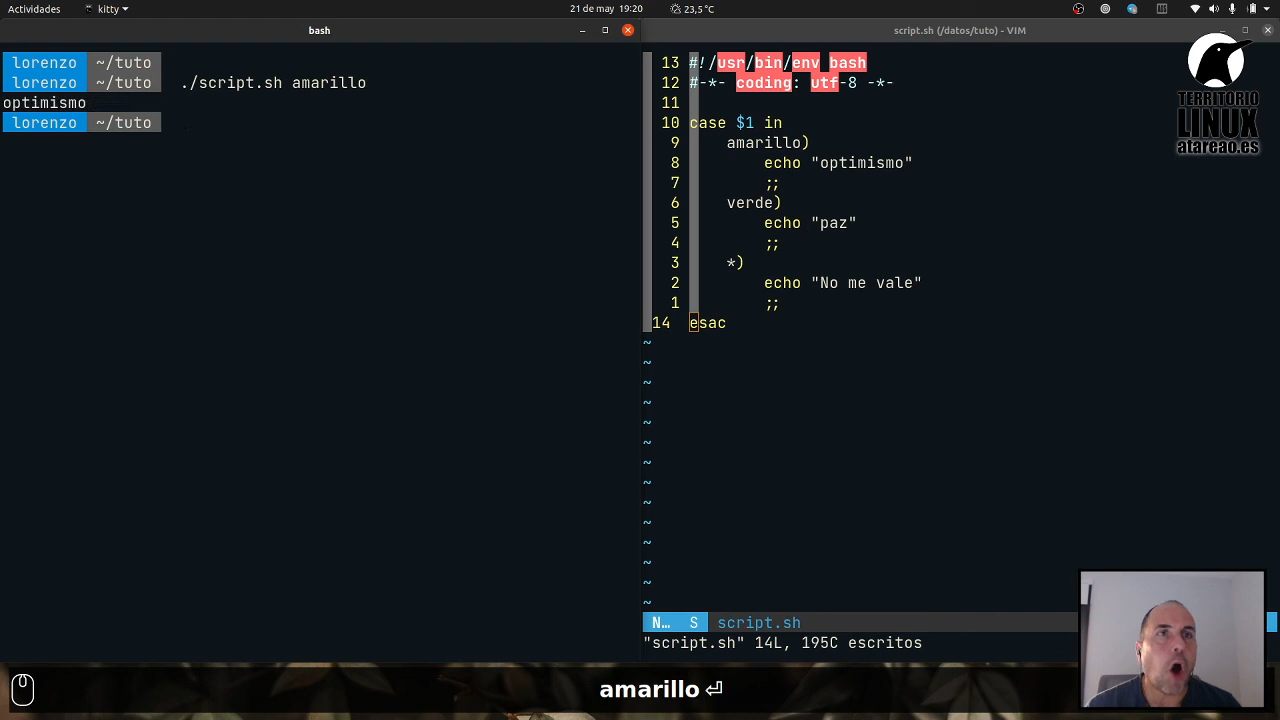 Actividades kitty 21 de may 19:20 23,5 °C
bash
lorenzo ~/tuto
lorenzo ~/tuto ./script.sh amarillo
optimismo
lorenzo ~/tuto
script.sh (/datos/tuto) - VIM
13 #!/usr/bin/env bash
12 #-*- coding: utf-8 -*-
11
10 case $1 in
9 amarillo)
8 echo "optimismo"
7 ;;
6 verde)
5 echo "paz"
4 ;;
3 *)
2 echo "No me vale"
1 ;;
14 esac
~
~
~
~
~
~
~
~
~
~
~
~
~
~
N... S script.sh
"script.sh" 14L, 195C escritos
TERRITORIO
LINUX
atareao.es
amarillo ⏎